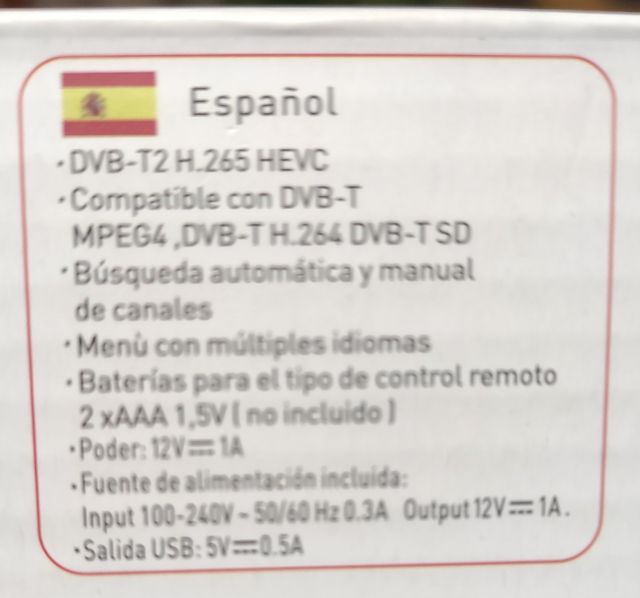 Español
·DVB-T2 H.265 HEVC
·Compatible con DVB-T
MPEG4 ,DVB-T H.264 DVB-T SD
·Búsqueda automática y manual
de canales
·Menù con múltiples idiomas
·Baterías para el tipo de control remoto
2 xAAA 1,5V ( no incluido )
·Poder: 12V⎓ 1A
·Fuente de alimentación incluida:
Input 100-240V ~ 50/60 Hz 0.3A Output 12V⎓ 1A.
·Salida USB: 5V⎓0.5A